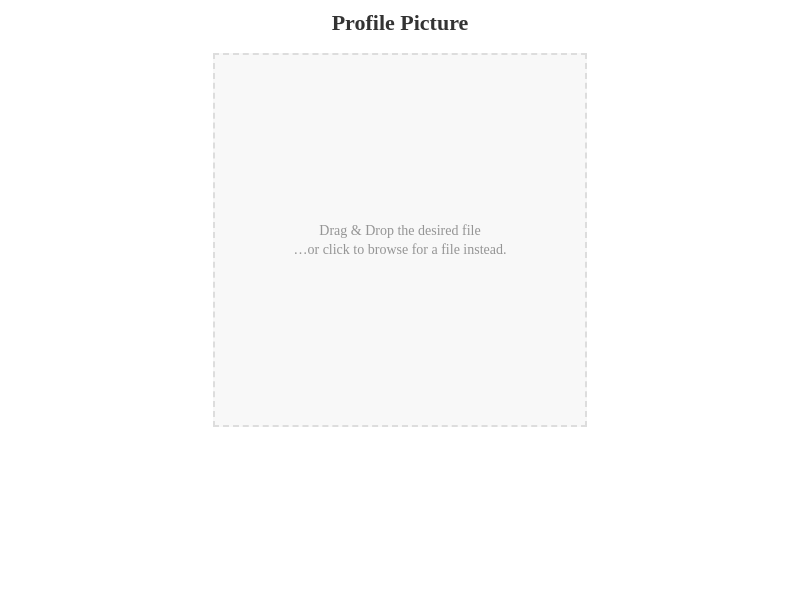 Profile Picture
Drag & Drop the desired file
…or click to browse for a file instead.